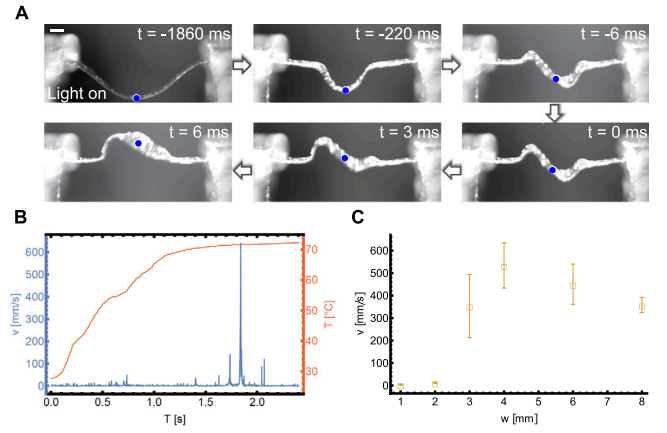 A
t = -1860 ms
t = -220 ms
t = -6 ms
Light on
t = 6 ms
t = 3 ms
t = 0 ms
B
C
600
500
400
300
200
100
0
v [mm/s]
70
60
50
40
30
T [°C]
0.0 0.5 1.0 1.5 2.0
T [s]
600
500
400
300
200
100
0
v [mm/s]
1 2 3 4 5 6 7 8
w [mm]